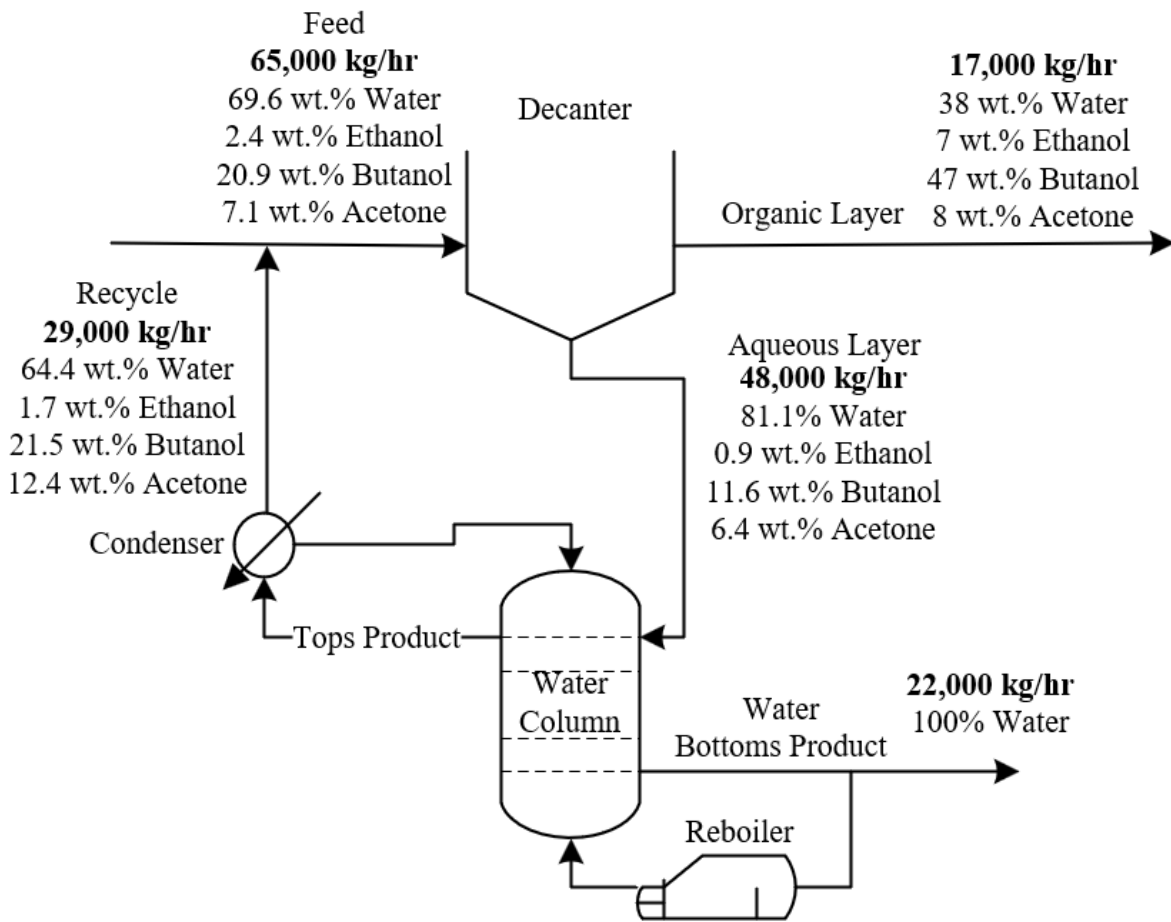 Feed
65,000 kg/hr
69.6 wt.% Water
2.4 wt.% Ethanol
20.9 wt.% Butanol
7.1 wt.% Acetone
Decanter
17,000 kg/hr
38 wt.% Water
7 wt.% Ethanol
47 wt.% Butanol
8 wt.% Acetone
Organic Layer
Recycle
29,000 kg/hr
64.4 wt.% Water
1.7 wt.% Ethanol
21.5 wt.% Butanol
12.4 wt.% Acetone
Aqueous Layer
48,000 kg/hr
81.1% Water
0.9 wt.% Ethanol
11.6 wt.% Butanol
6.4 wt.% Acetone
Condenser
Tops Product
Water
Column
Water
Bottoms Product
22,000 kg/hr
100% Water
Reboiler